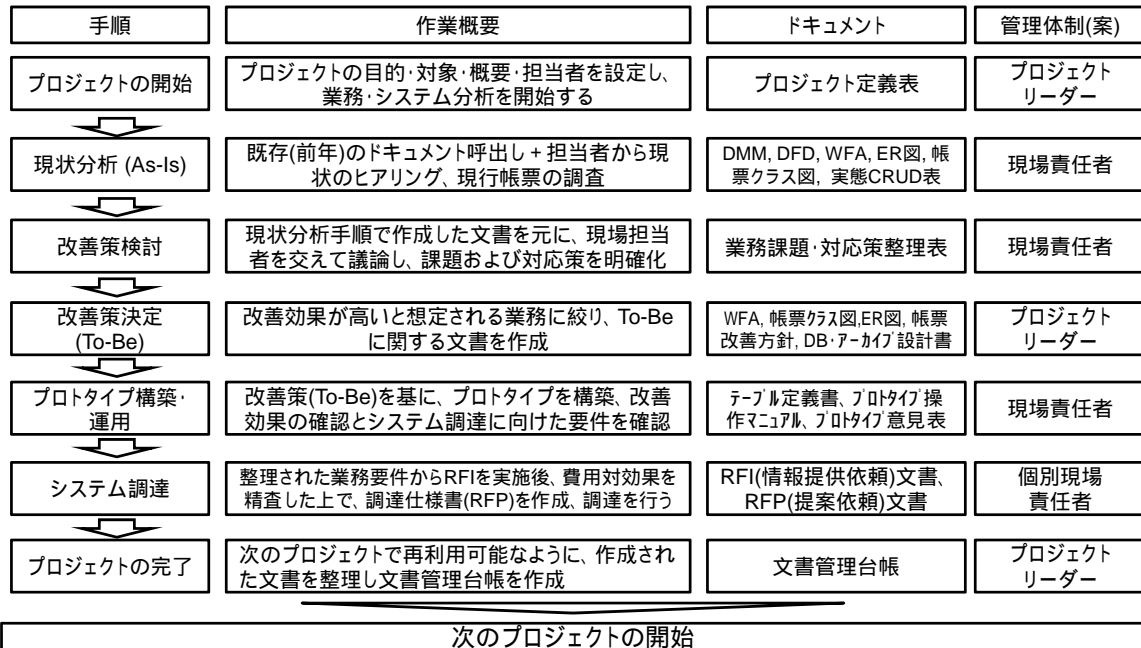 手順
作業概要
ドキュメント
管理体制(案)
プロジェクトの開始
プロジェクトの目的・対象・概要・担当者を設定し、
業務・システム分析を開始する
プロジェクト定義表
プロジェクト
リーダー
現状分析 (As-Is)
既存(前年)のドキュメント呼出し + 担当者から現
状のヒアリング、現行帳票の調査
DMM, DFD, WFA, ER図, 帳
票クラス図, 実態CRUD表
現場責任者
改善策検討
現状分析手順で作成した文書を元に、現場担当
者を交えて議論し、課題および対応策を明確化
業務課題・対応策整理表
現場責任者
改善策決定
(To-Be)
改善効果が高いと想定される業務に絞り、To-Be
に関する文書を作成
WFA, 帳票クラス図,ER図, 帳票
改善方針, DB・アーカイブ設計書
プロジェクト
リーダー
プロトタイプ構築・
運用
改善策(To-Be)を基に、プロトタイプを構築、改善
効果の確認とシステム調達に向けた要件を確認
テーブル定義書、プロトタイプ操
作マニュアル、プロトタイプ意見表
現場責任者
システム調達
整理された業務要件からRFIを実施後、費用対効果を
精査した上で、調達仕様書(RFP)を作成、調達を行う
RFI(情報提供依頼)文書、
RFP(提案依頼)文書
個別現場
責任者
プロジェクトの完了
次のプロジェクトで再利用可能なように、作成され
た文書を整理し文書管理台帳を作成
文書管理台帳
プロジェクト
リーダー
次のプロジェクトの開始